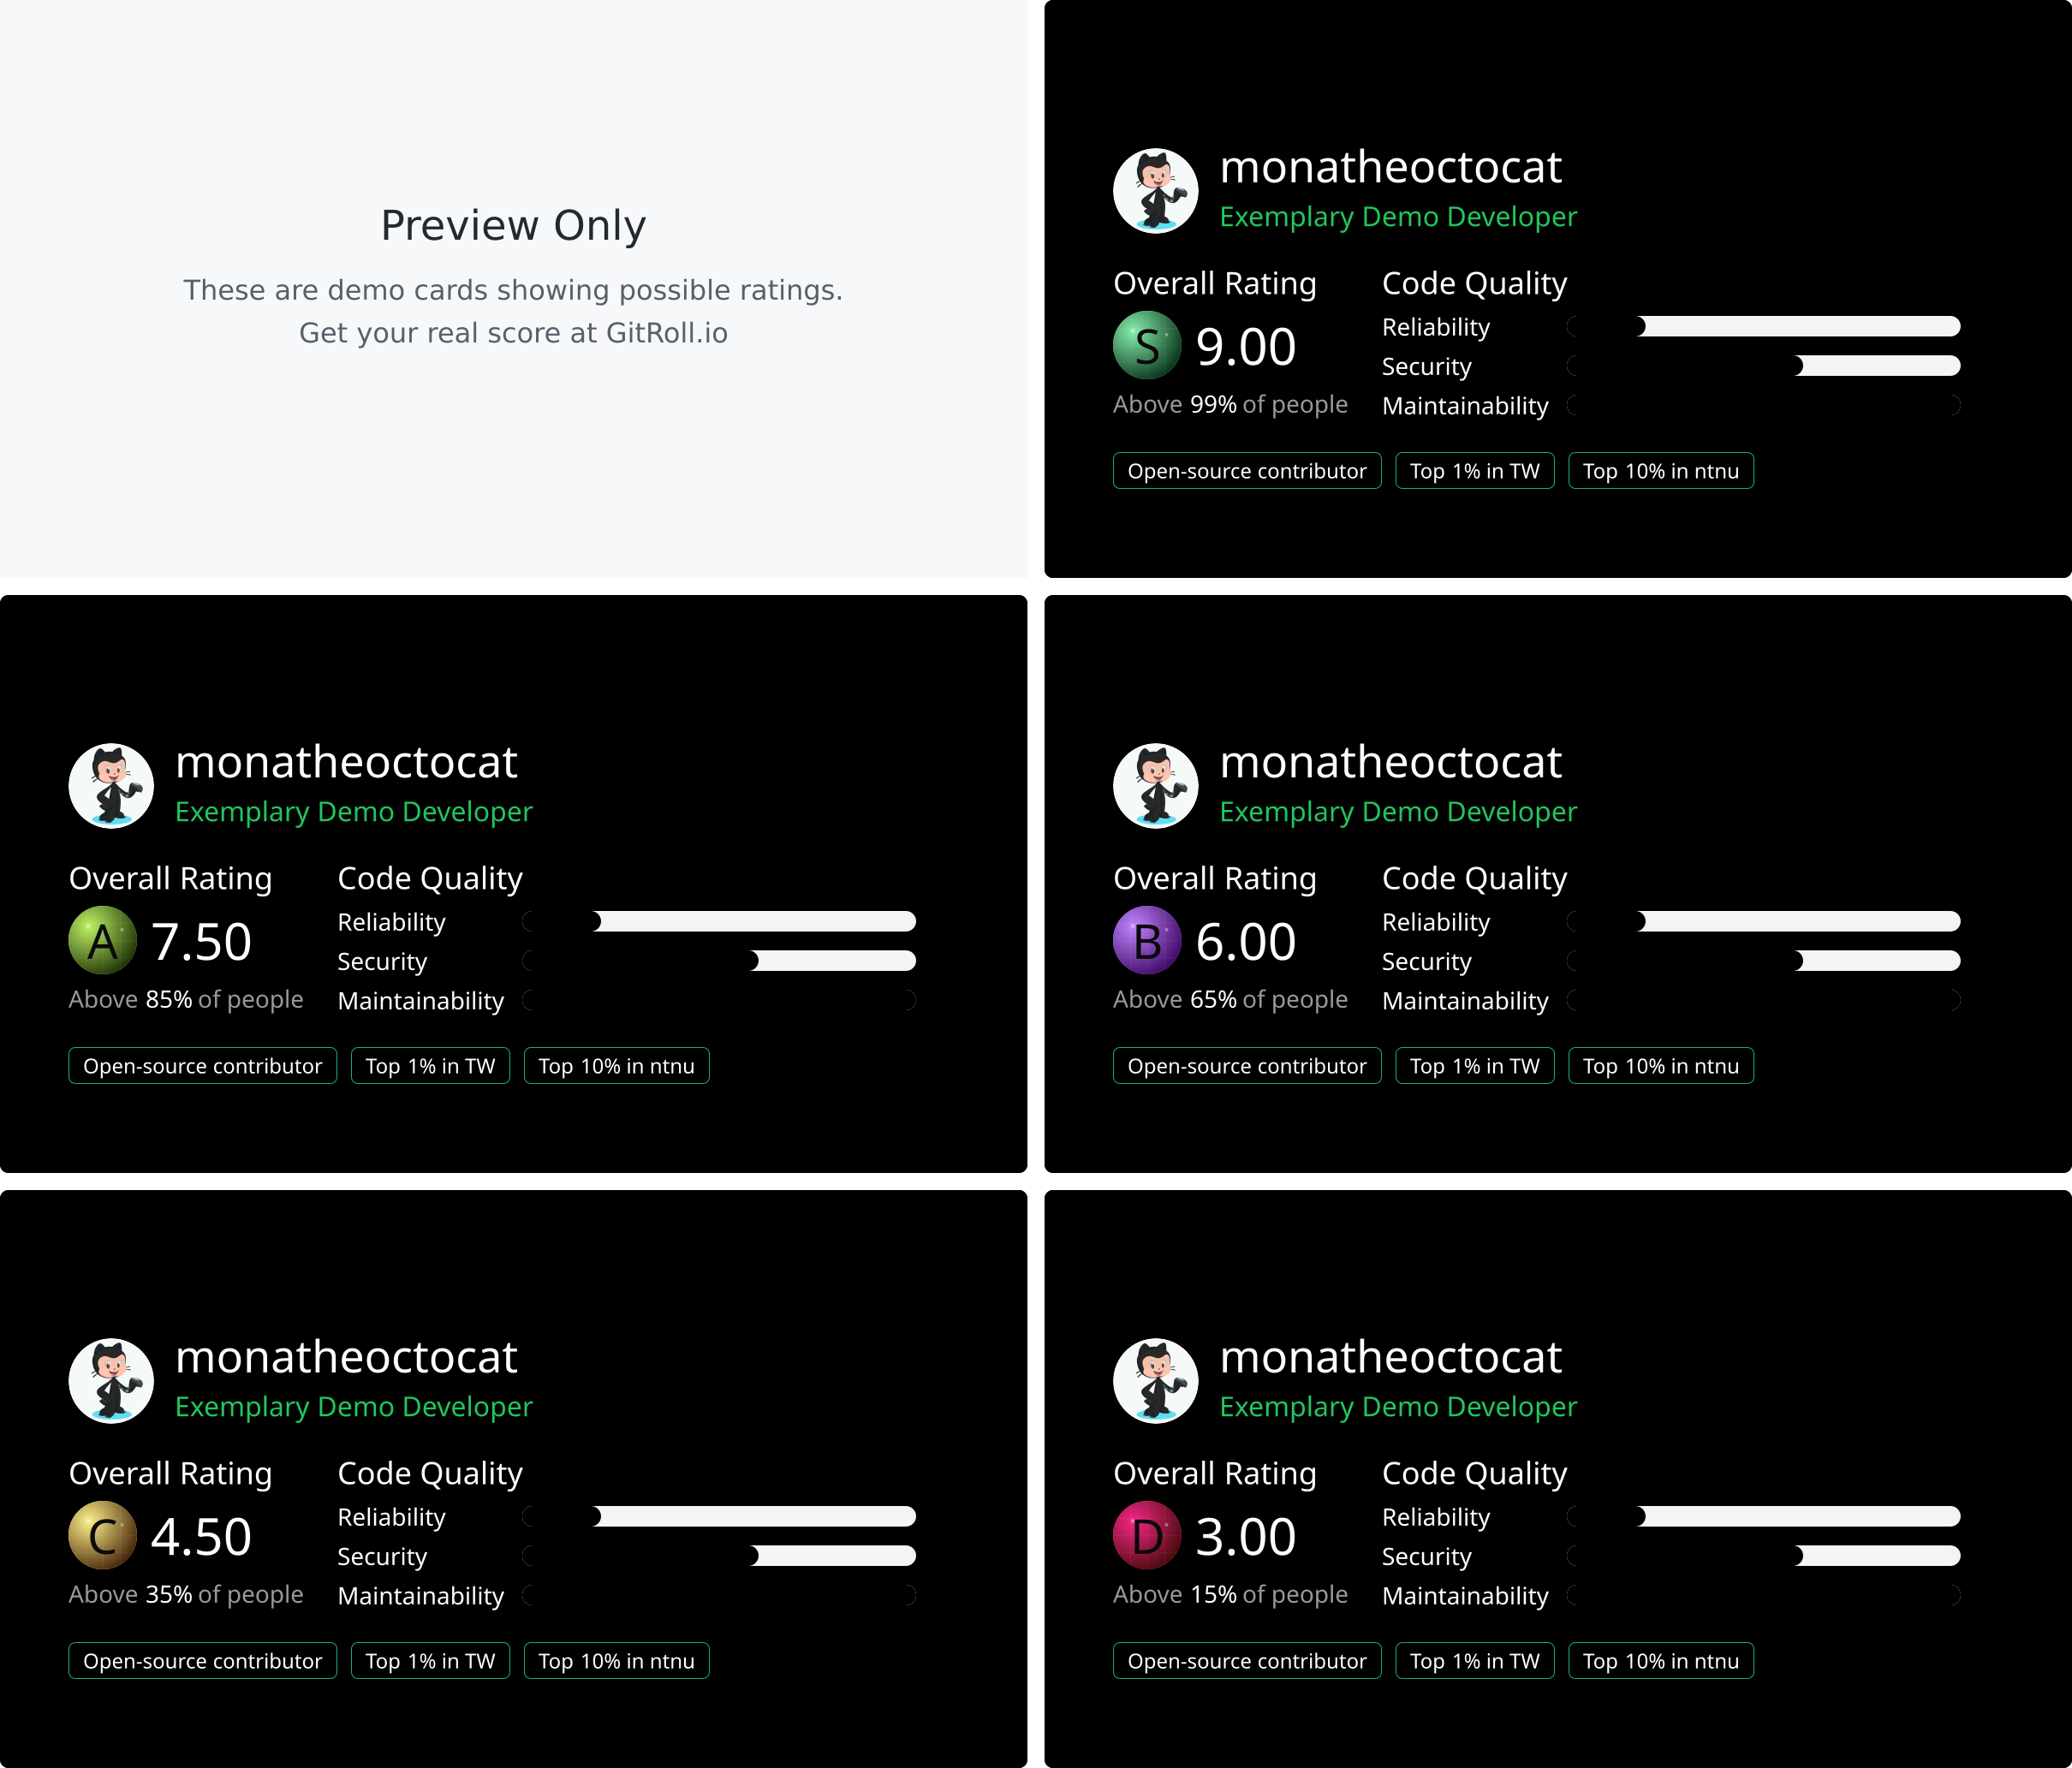 Preview Only
These are demo cards showing possible ratings.
Get your real score at GitRoll.io
monatheoctocat
Exemplary Demo Developer
Overall Rating
S 9.00
Above 99% of people
Code Quality
Reliability
Security
Maintainability
Open-source contributor Top 1% in TW Top 10% in ntnu
monatheoctocat
Exemplary Demo Developer
Overall Rating
A 7.50
Above 85% of people
Code Quality
Reliability
Security
Maintainability
Open-source contributor Top 1% in TW Top 10% in ntnu
monatheoctocat
Exemplary Demo Developer
Overall Rating
B 6.00
Above 65% of people
Code Quality
Reliability
Security
Maintainability
Open-source contributor Top 1% in TW Top 10% in ntnu
monatheoctocat
Exemplary Demo Developer
Overall Rating
C 4.50
Above 35% of people
Code Quality
Reliability
Security
Maintainability
Open-source contributor Top 1% in TW Top 10% in ntnu
monatheoctocat
Exemplary Demo Developer
Overall Rating
D 3.00
Above 15% of people
Code Quality
Reliability
Security
Maintainability
Open-source contributor Top 1% in TW Top 10% in ntnu